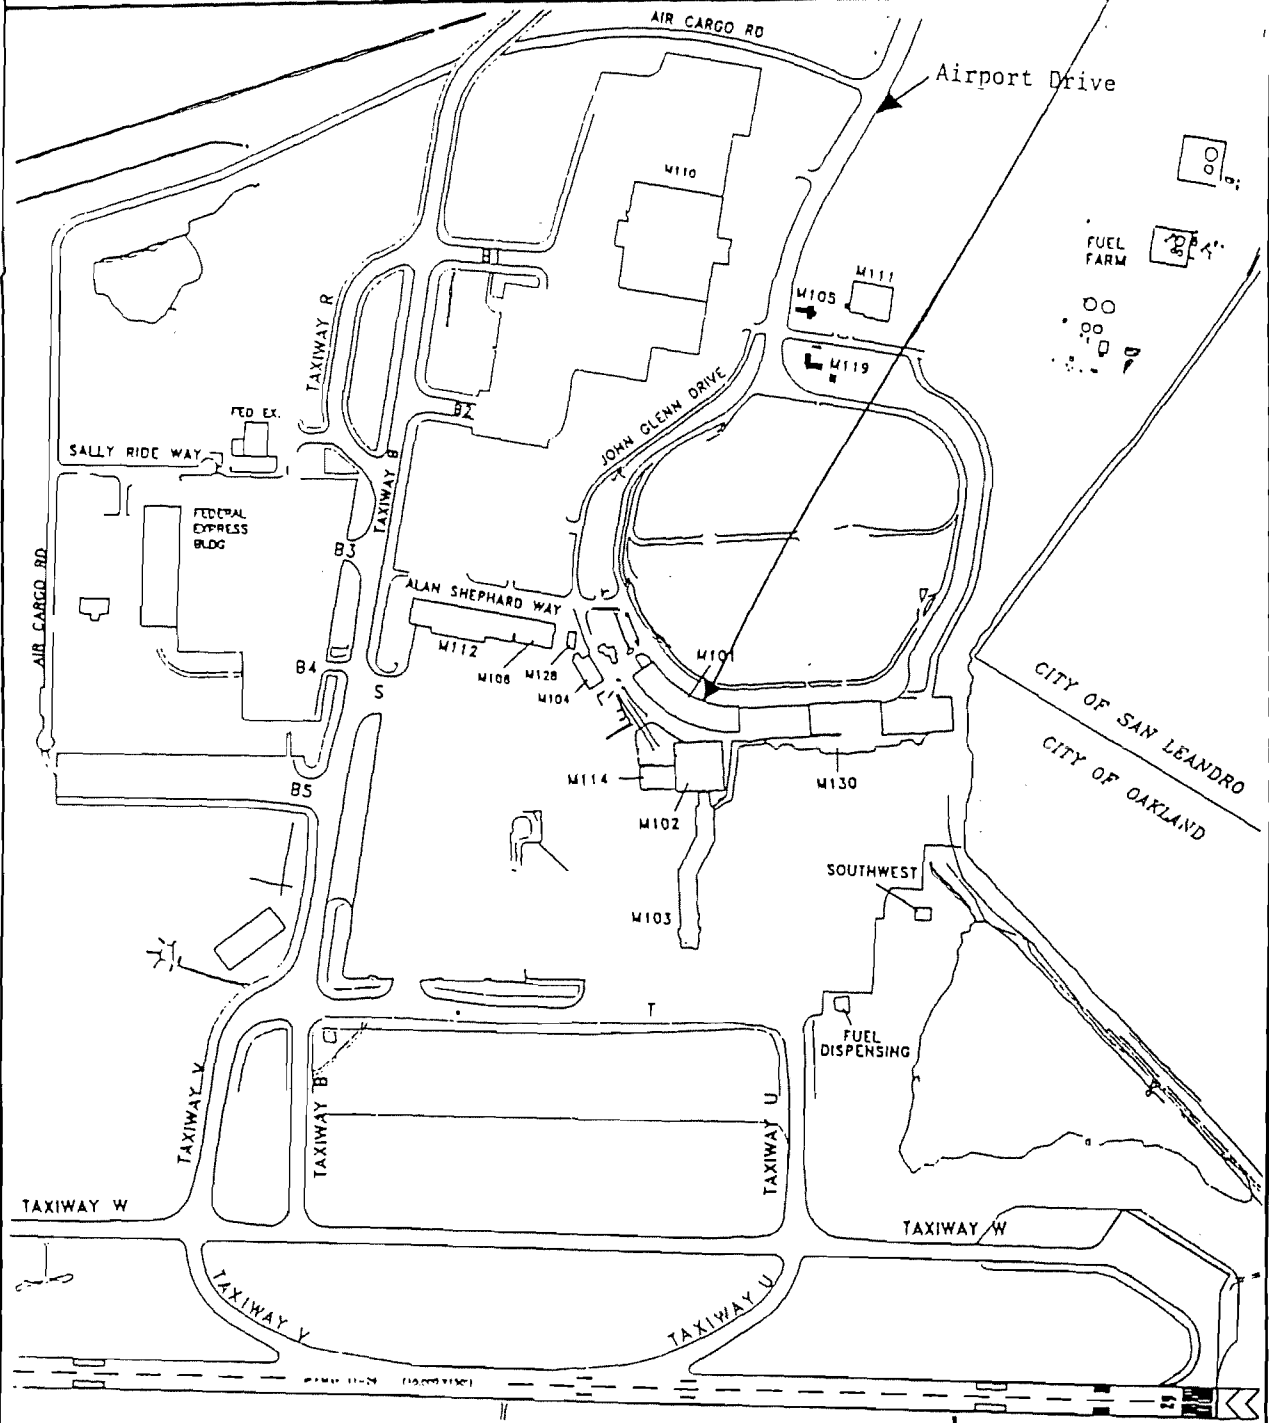 AIR CARGO RD
Airport Drive
M110
FUEL
FARM
M111
M105
M119
TAXIWAY R
JOHN GLENN DRIVE
FED EX.
B2
SALLY RIDE WAY
TAXIWAY B
FEDERAL
EXPRESS
BLDG
B3
AIR CARGO RD
ALAN SHEPHARD WAY
M112
M108
M128
M104
M101
B4
S
CITY OF SAN LEANDRO
CITY OF OAKLAND
M114
M130
B5
M102
SOUTHWEST
M103
T
FUEL
DISPENSING
TAXIWAY V
TAXIWAY B
TAXIWAY U
TAXIWAY W
TAXIWAY W
TAXIWAY V
TAXIWAY U
29